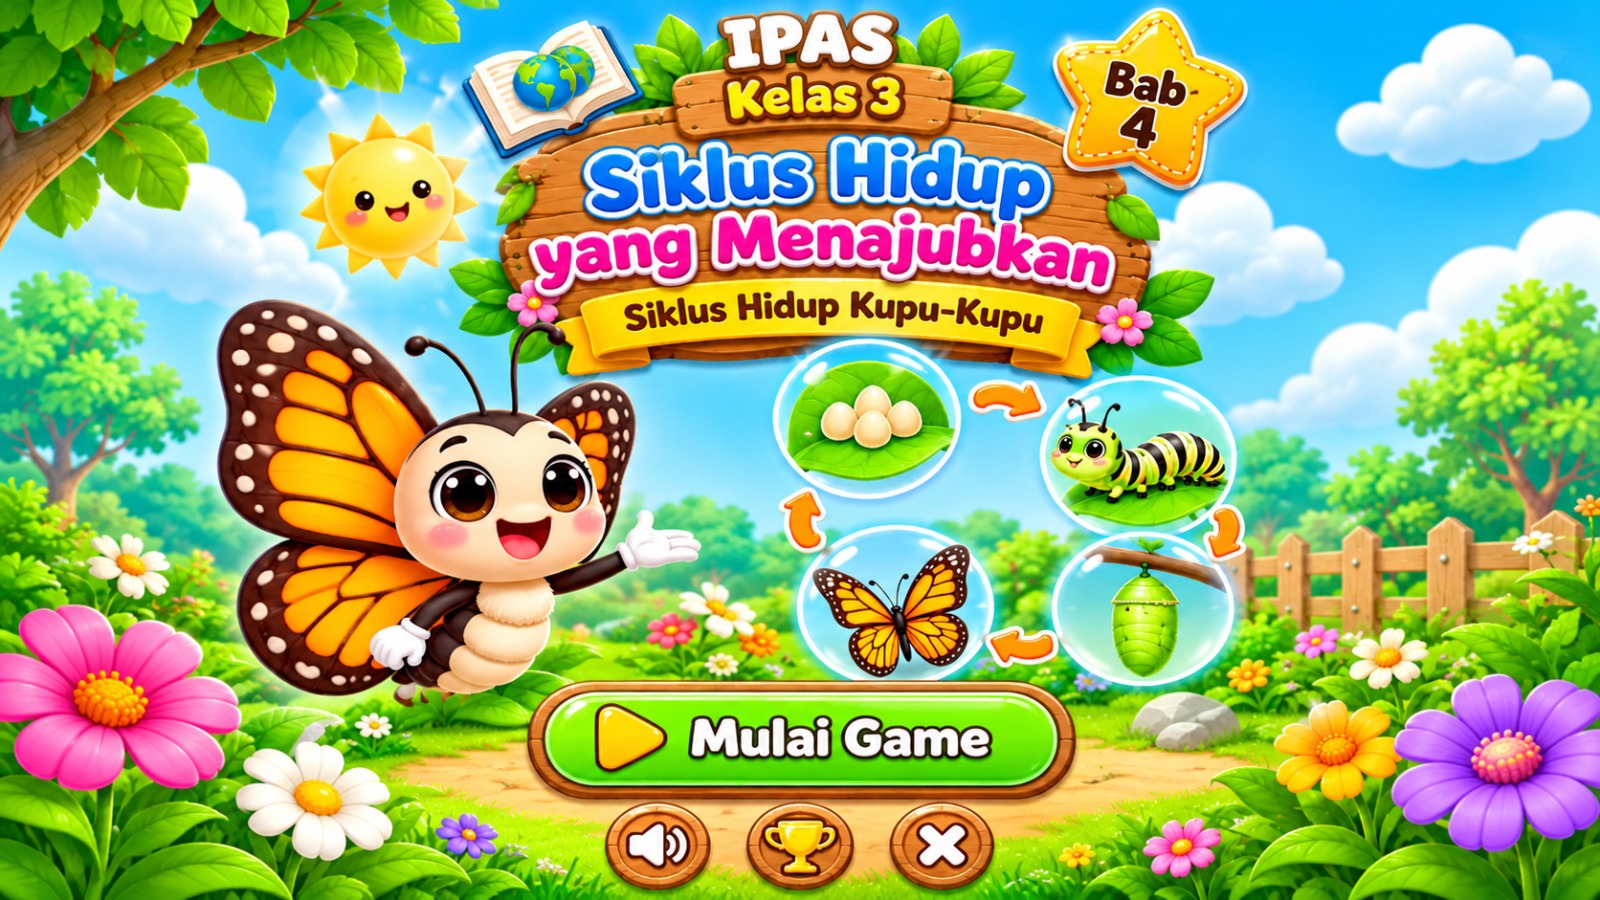 IPAS
Kelas 3
Bab
4
Siklus Hidup
yang Menajubkan
Siklus Hidup Kupu-Kupu
Mulai Game